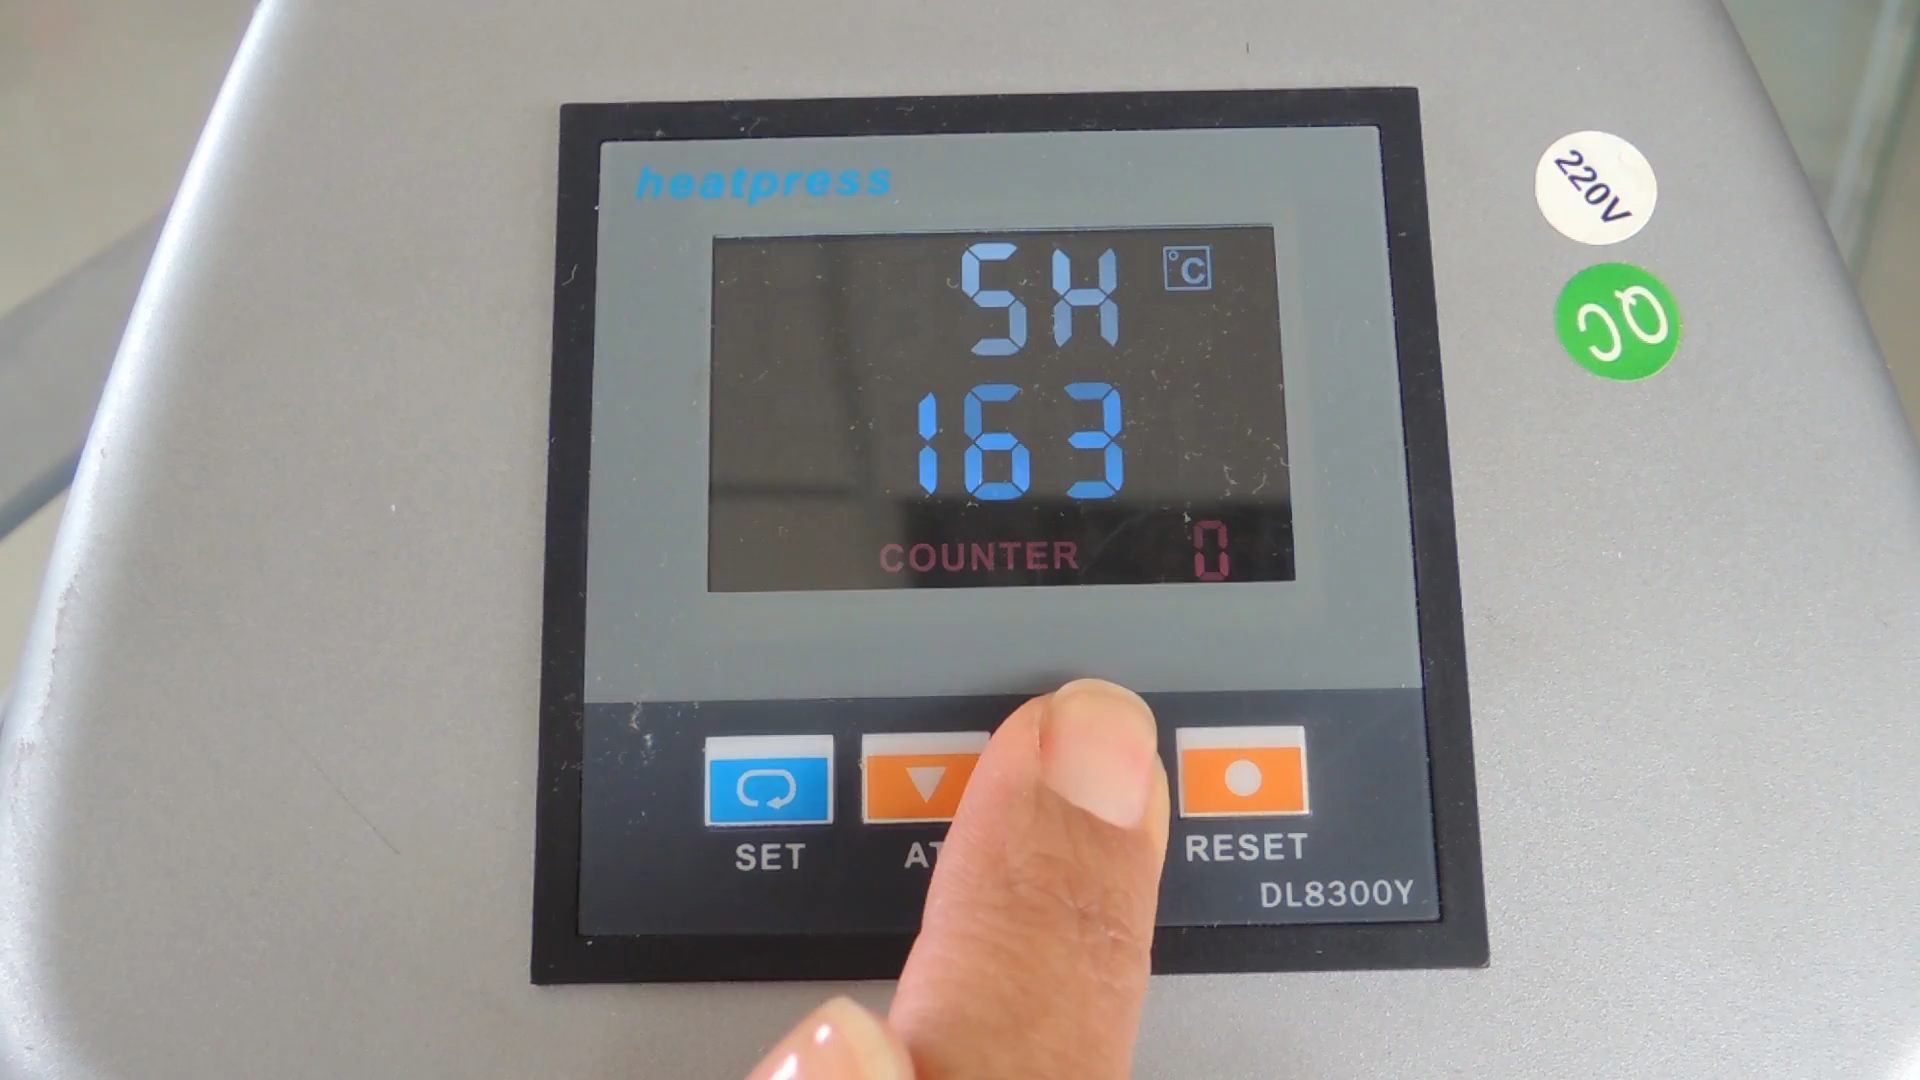 heatpress
SH °C
163
COUNTER 0
220V
QC
SET
RESET
DL8300Y